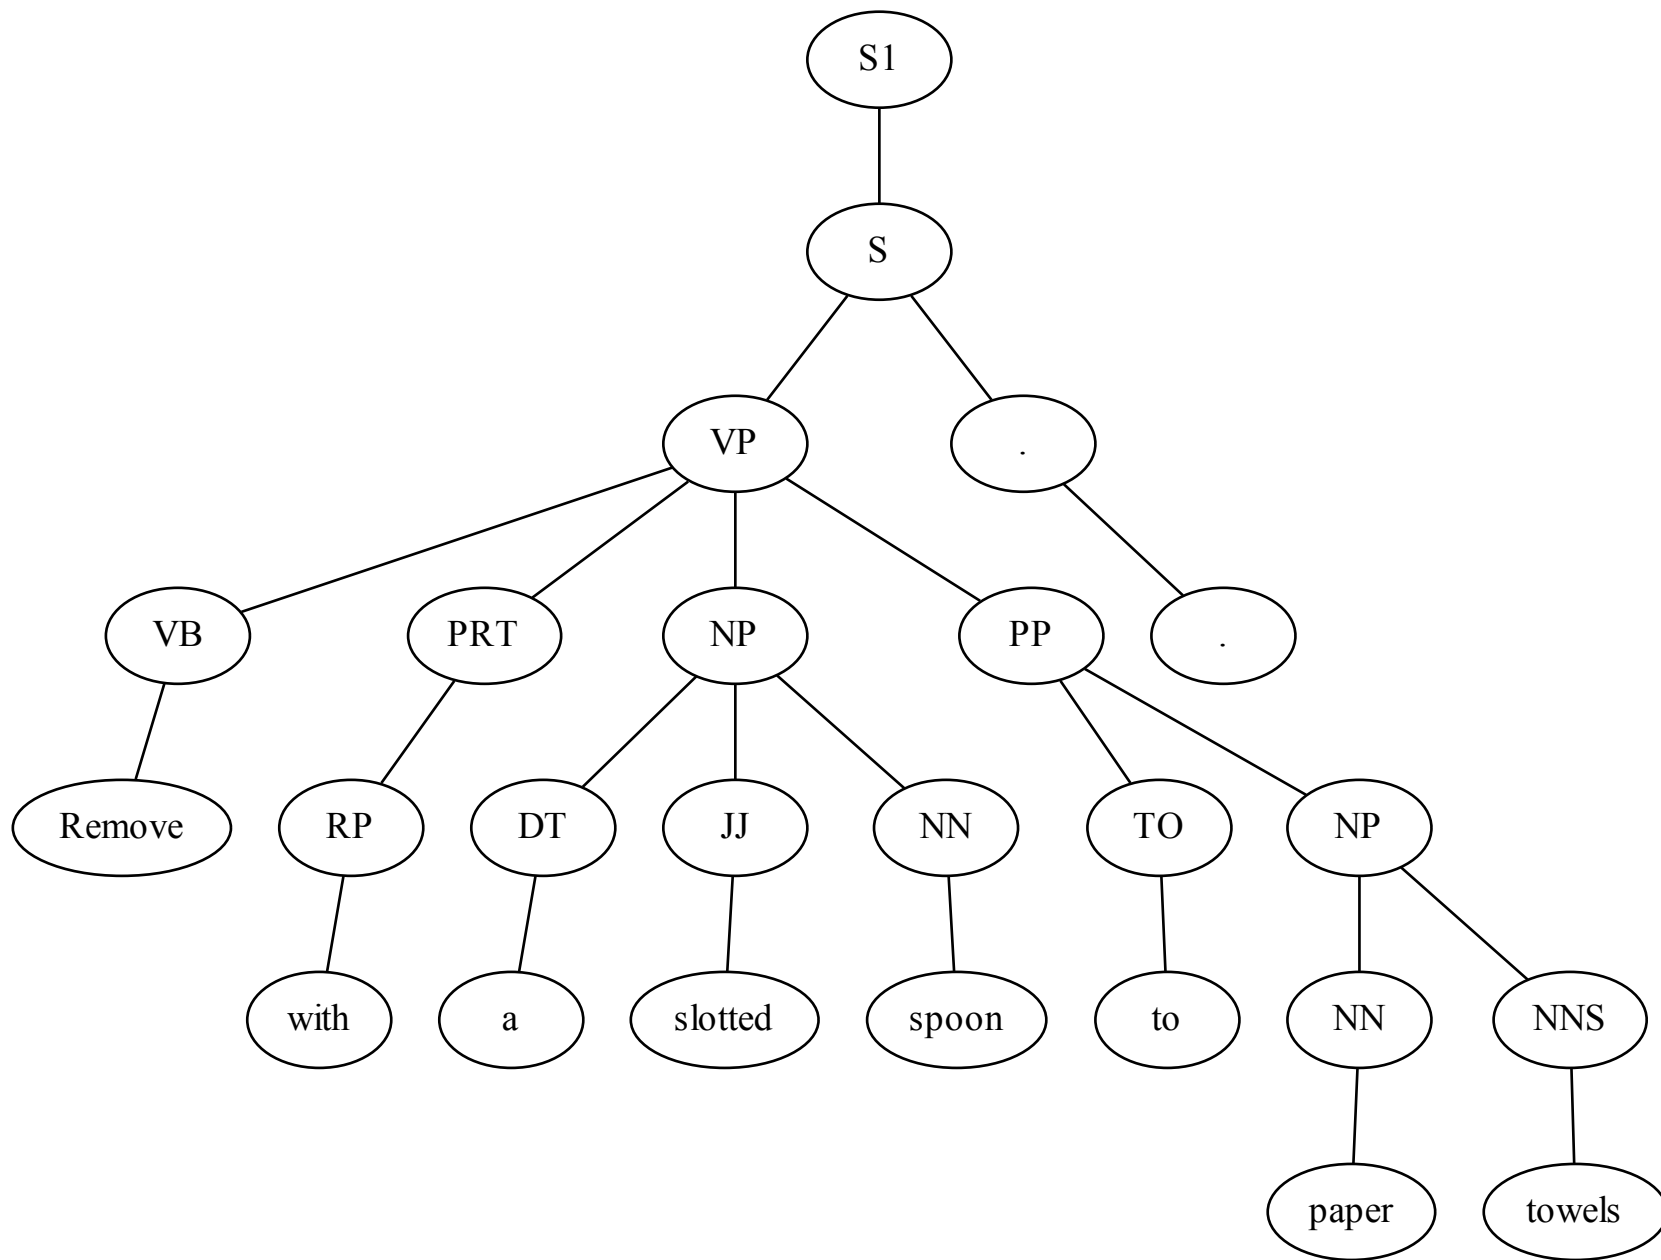 S1
S
VP .
VB PRT NP PP .
Remove RP DT JJ NN TO NP
with a slotted spoon to NN NNS
paper towels